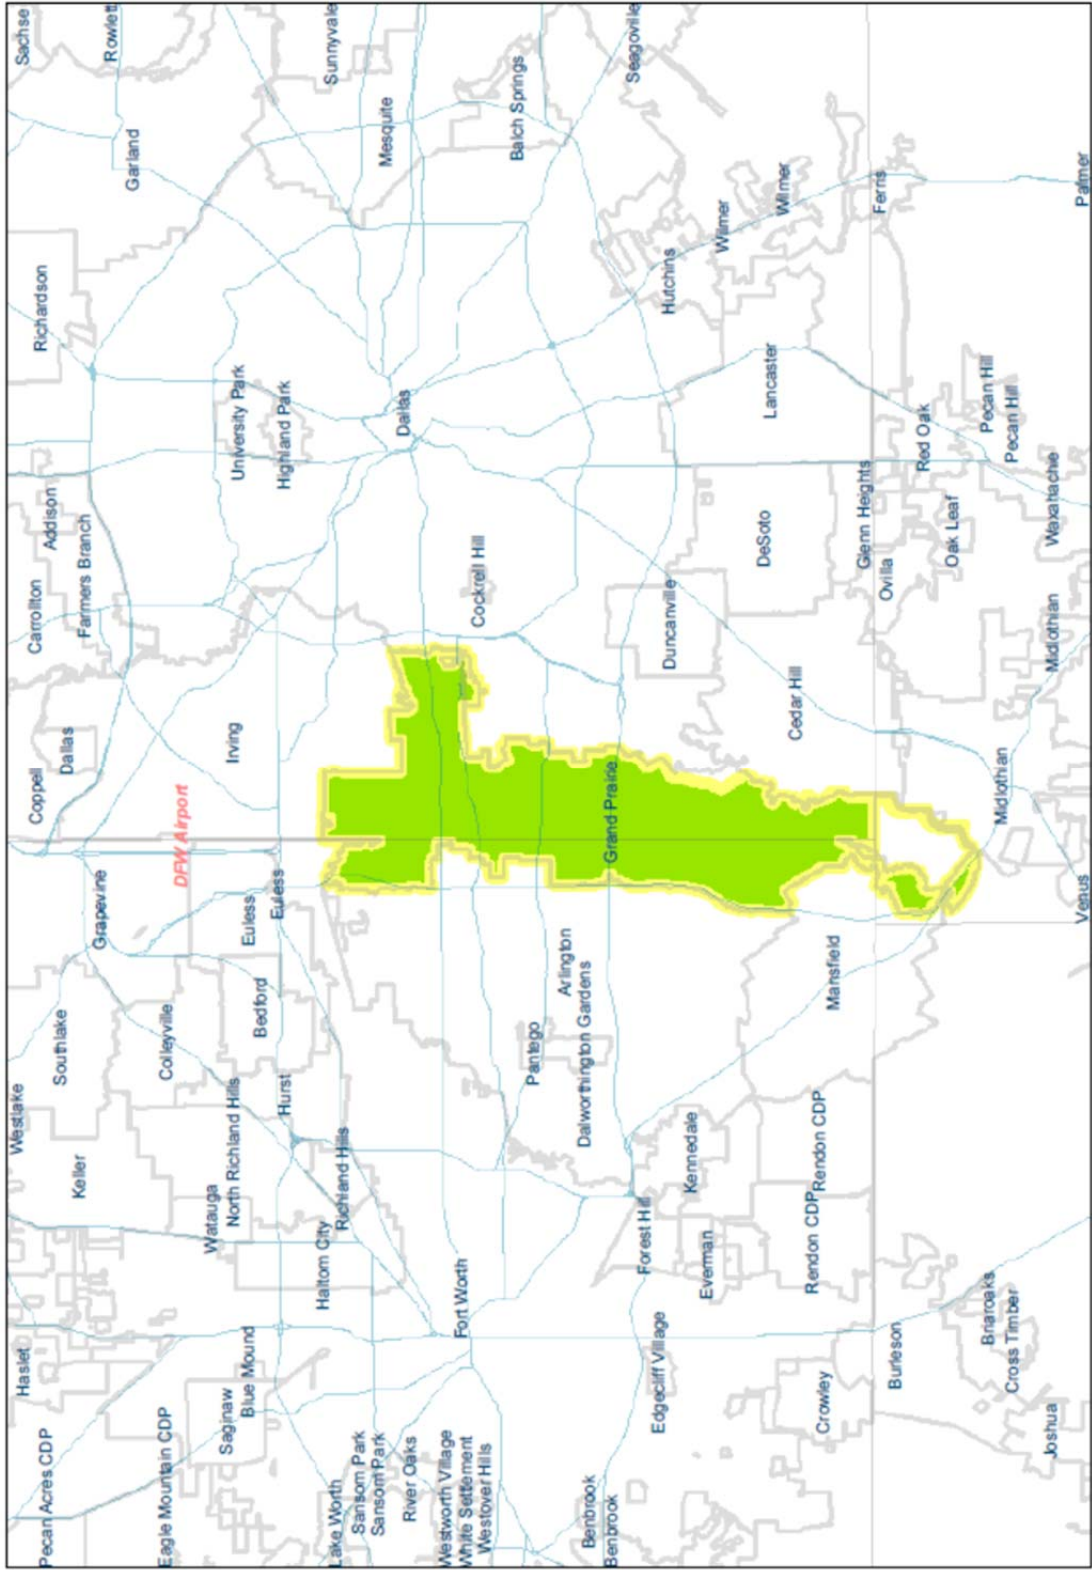 Haslet
Westlake
Sachse
Carrollton
Coppell
Richardson
Pecan Acres CDP
Addison
Southlake
Dallas
Keller
Farmers Branch
Grapevine
Rowlett
Garland
Eagle Mountain CDP
Colleyville
DFW Airport
Watauga
Saginaw
North Richland Hills
Irving
University Park
Blue Mound
Euless
Bedford
Euless
Hurst
Highland Park
Haltom City
Sunnyvale
Lake Worth
Richland Hills
Sansom Park
Sansom Park
Mesquite
Dallas
River Oaks
Westworth Village
Fort Worth
White Settlement
Cockrell Hill
Westover Hills
Balch Springs
Pantego
Arlington
Dalworthington Gardens
Benbrook
Benbrook
Grand Prairie
Seagoville
Forest Hill
Edgecliff Village
Duncanville
Hutchins
Kennedale
Everman
Wilmer
DeSoto
Lancaster
Wilmer
Cedar Hill
Rendon CDP
Rendon CDP
Crowley
Mansfield
Glenn Heights
Ferris
Ovilla
Burleson
Red Oak
Oak Leaf
Briaroaks
Pecan Hill
Midlothian
Cross Timber
Pecan Hill
Joshua
Midlothian
Waxahachie
Venus
Palmer